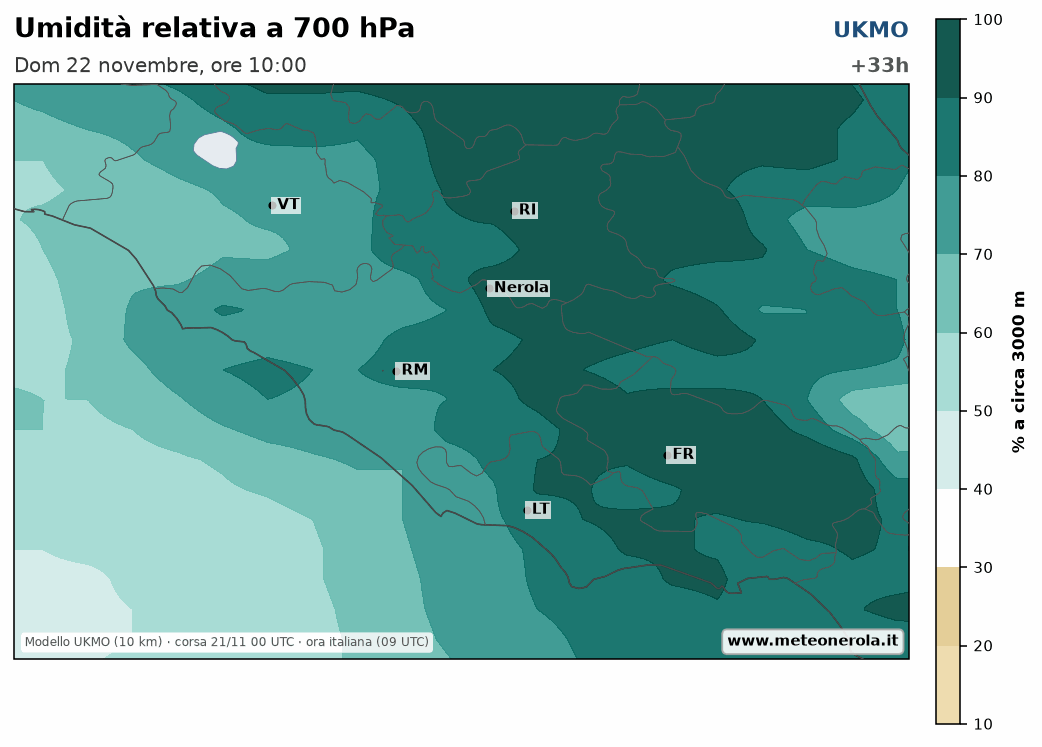 Umidità relativa a 700 hPa
UKMO
Dom 22 novembre, ore 10:00
+33h
100
90
80
70
60
50
40
30
20
10
% a circa 3000 m
VT
RI
Nerola
RM
FR
LT
Modello UKMO (10 km) · corsa 21/11 00 UTC · ora italiana (09 UTC)
www.meteonerola.it